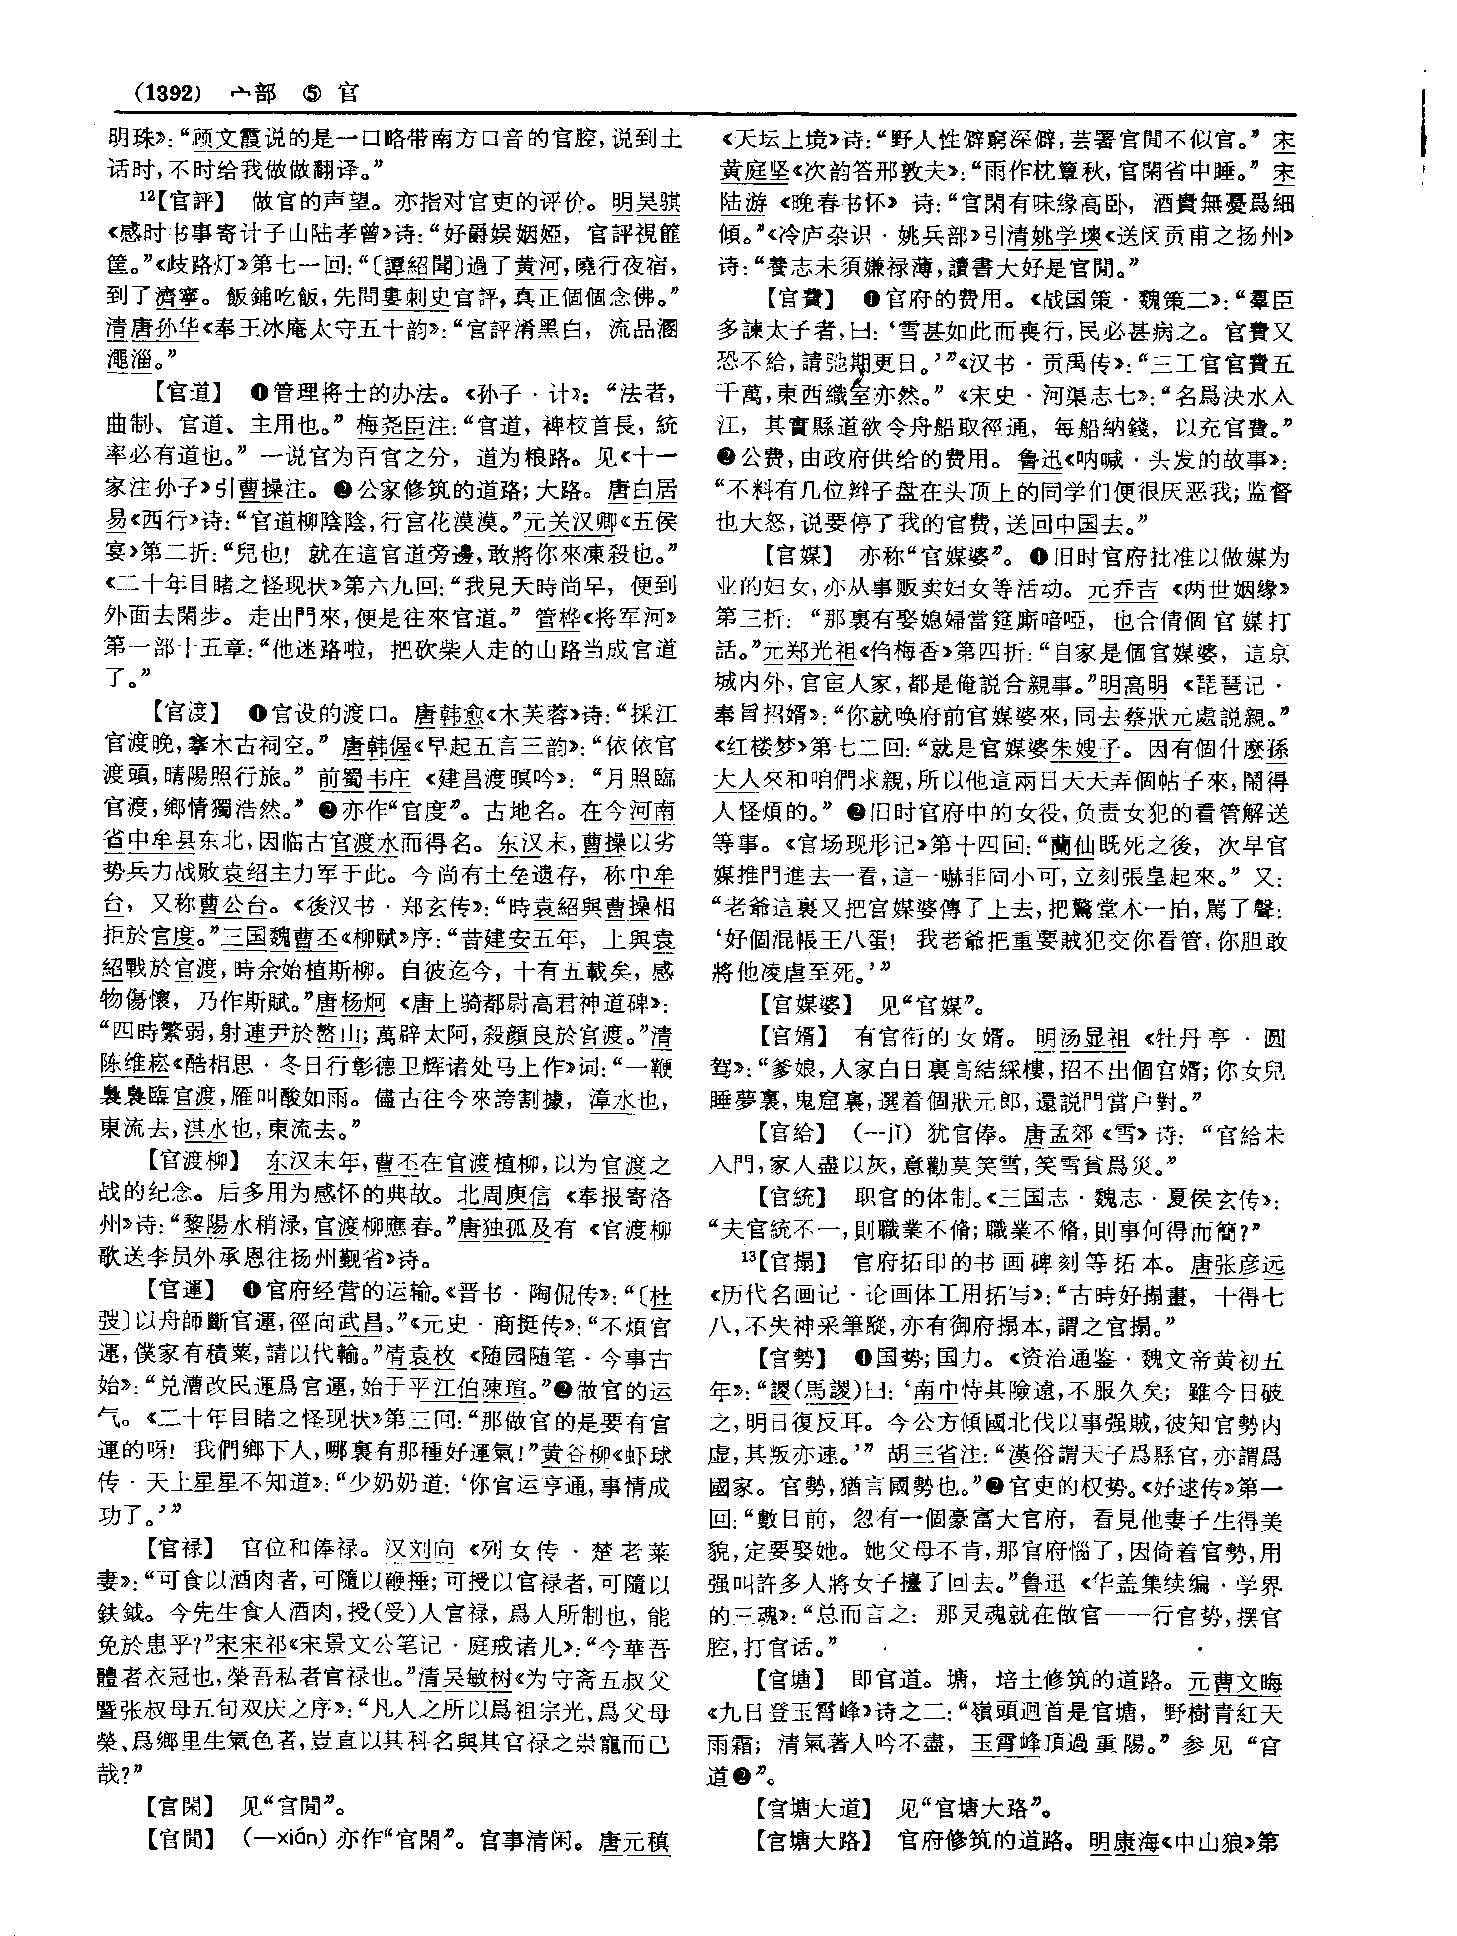 (1392) 宀部 ⑤ 官
明珠》：“顾文霞说的是一口略带南方口音的官腔，说到土
话时，不时给我做做翻译。”
12【官評】 做官的声望。亦指对官吏的评价。明吴骐
《感时书事寄计子山陆孝曾》诗：“好爵娱姻婭，官評視篚
筐。”《歧路灯》第七一回：“〔譚紹聞〕過了黄河，曉行夜宿，
到了濟寧。飯鋪吃飯，先問婁刺史官評，真正個個念佛。”
清唐孙华《奉王冰庵太守五十韵》：“官評淆黑白，流品溷
澠淄。”
【官道】 ❶管理将士的办法。《孙子·计》：“法者，
曲制、官道、主用也。”梅尧臣注：“官道，裨校首長，統
率必有道也。”一说官为百官之分，道为粮路。见《十一
家注孙子》引曹操注。❷公家修筑的道路；大路。唐白居
易《西行》诗：“官道柳陰陰，行宫花漠漠。”元关汉卿《五侯
宴》第二折：“兒也！就在這官道旁邊，敢將你來凍殺也。”
《二十年目睹之怪现状》第六九回：“我見天時尚早，便到
外面去閑步。走出門來，便是往來官道。”管桦《将军河》
第一部十五章：“他迷路啦，把砍柴人走的山路当成官道
了。”
【官渡】 ❶官设的渡口。唐韩愈《木芙蓉》诗：“採江
官渡晚，搴木古祠空。”唐韩偓《早起五言三韵》：“依依官
渡頭，晴陽照行旅。”前蜀韦庄《建昌渡暝吟》：“月照臨
官渡，鄉情獨浩然。”❷亦作“官度”。古地名。在今河南
省中牟县东北，因临古官渡水而得名。东汉末，曹操以劣
势兵力战败袁绍主力军于此。今尚有土垒遗存，称中牟
台，又称曹公台。《後汉书·郑玄传》：“時袁紹與曹操相
拒於官度。”三国魏曹丕《柳赋》序：“昔建安五年，上與袁
紹戰於官渡，時余始植斯柳。自彼迄今，十有五載矣，感
物傷懷，乃作斯賦。”唐杨炯《唐上骑都尉高君神道碑》：
“四時繁弱，射連尹於嶅山；萬辟太阿，殺顔良於官渡。”清
陈维崧《酷相思·冬日行彰德卫辉诸处马上作》词：“一鞭
裊裊臨官渡，雁叫酸如雨。儘古往今來誇割據，漳水也，
東流去，淇水也，東流去。”
【官渡柳】 东汉末年，曹丕在官渡植柳，以为官渡之
战的纪念。后多用为感怀的典故。北周庾信《奉报寄洛
州》诗：“黎陽水稍渌，官渡柳應春。”唐独孤及有《官渡柳
歌送李员外承恩往扬州觐省》诗。
【官運】 ❶官府经营的运输。《晋书·陶侃传》：“〔杜
弢〕以舟師斷官運，徑向武昌。”《元史·商挺传》：“不煩官
運，僕家有積粟，請以代輸。”清袁枚《随园随笔·今事古
始》：“兑漕改民運爲官運，始于平江伯陳瑄。”❷做官的运
气。《二十年目睹之怪现状》第三回：“那做官的是要有官
運的呀！我們鄉下人，哪裏有那種好運氣！”黄谷柳《虾球
传·天上星星不知道》：“少奶奶道：‘你官运亨通，事情成
功了。’”
【官禄】 官位和俸禄。汉刘向《列女传·楚老莱
妻》：“可食以酒肉者，可隨以鞭捶；可授以官禄者，可隨以
鈇鉞。今先生食人酒肉，授（受）人官禄，爲人所制也，能
免於患乎？”宋宋祁《宋景文公笔记·庭戒诸儿》：“今華吾
體者衣冠也，榮吾私者官禄也。”清吴敏树《为守斋五叔父
暨张叔母五旬双庆之序》：“凡人之所以爲祖宗光、爲父母
榮、爲鄉里生氣色者，豈直以其科名與其官禄之崇寵而已
哉？”
【官閑】 见“官閒”。
【官閒】 （—xián）亦作“官閑”。官事清闲。唐元稹
《天坛上境》诗：“野人性僻窮深僻，芸署官閒不似官。”宋
黄庭坚《次韵答邢敦夫》：“雨作枕簟秋，官閑省中睡。”宋
陆游《晚春书怀》诗：“官閑有味緣高卧，酒貴無憂爲細
傾。”《冷庐杂识·姚兵部》引清姚学塽《送闵贡甫之扬州》
诗：“養志未須嫌禄薄，讀書大好是官閒。”
【官費】 ❶官府的费用。《战国策·魏策二》：“羣臣
多諫太子者，曰：‘雪甚如此而喪行，民必甚病之。官費又
恐不給，請弛期更日。’”《汉书·贡禹传》：“三工官官費五
千萬，東西織室亦然。”《宋史·河渠志七》：“名爲決水入
江，其實縣道欲令舟船取徑通，每船納錢，以充官費。”
❷公费，由政府供给的费用。鲁迅《呐喊·头发的故事》：
“不料有几位辫子盘在头顶上的同学们便很厌恶我；监督
也大怒，说要停了我的官费，送回中国去。”
【官媒】 亦称“官媒婆”。❶旧时官府批准以做媒为
业的妇女，亦从事贩卖妇女等活动。元乔吉《两世姻缘》
第三折：“那裏有娶媳婦當筵廝喑啞，也合倩個官媒打
話。”元郑光祖《㑇梅香》第四折：“自家是個官媒婆，這京
城内外，官宦人家，都是俺説合親事。”明高明《琵琶记·
奉旨招婿》：“你就唤府前官媒婆來，同去蔡狀元處説親。”
《红楼梦》第七二回：“就是官媒婆朱嫂子。因有個什麽孫
大人來和咱們求親，所以他這兩日天天弄個帖子來，鬧得
人怪煩的。”❷旧时官府中的女役，负责女犯的看管解送
等事。《官场现形记》第十四回：“蘭仙既死之後，次早官
媒推門進去一看，這一嚇非同小可，立刻張皇起來。”又：
“老爺這裏又把官媒婆傳了上去，把驚堂木一拍，駡了聲：
‘好個混帳王八蛋！我老爺把重要賊犯交你看管，你胆敢
將他凌虐至死。’”
【官媒婆】 见“官媒”。
【官婿】 有官衔的女婿。明汤显祖《牡丹亭·圆
驾》：“爹娘，人家白日裏高結綵樓，招不出個官婿；你女兒
睡夢裏，鬼窟裏，選着個狀元郎，還説門當户對。”
【官給】 （—jǐ）犹官俸。唐孟郊《雪》诗：“官給未
入門，家人盡以灰，意勸莫笑雪，笑雪貧爲災。”
【官統】 职官的体制。《三国志·魏志·夏侯玄传》：
“夫官統不一，則職業不脩；職業不脩，則事何得而簡？”
13【官搨】 官府拓印的书画碑刻等拓本。唐张彦远
《历代名画记·论画体工用拓写》：“古時好搨畫，十得七
八，不失神采筆蹤，亦有御府搨本，謂之官搨。”
【官勢】 ❶国势；国力。《资治通鉴·魏文帝黄初五
年》：“謖（馬謖）曰：‘南中恃其險遠，不服久矣；雖今日破
之，明日復反耳。今公方傾國北伐以事强賊，彼知官勢内
虚，其叛亦速。’”胡三省注：“漢俗謂天子爲縣官，亦謂爲
國家。官勢，猶言國勢也。”❷官吏的权势。《好逑传》第一
回：“數日前，忽有一個豪富大官府，看見他妻子生得美
貌，定要娶她。她父母不肯，那官府惱了，因倚着官勢，用
强叫許多人將女子擡了回去。”鲁迅《华盖集续编·学界
的三魂》：“总而言之：那灵魂就在做官——行官势，摆官
腔，打官话。”
【官塘】 即官道。塘，培土修筑的道路。元曹文晦
《九日登玉霄峰》诗之二：“嶺頭迴首是官塘，野樹青紅天
雨霜；清氣著人吟不盡，玉霄峰頂過重陽。”参见“官
道❷”。
【官塘大道】 见“官塘大路”。
【官塘大路】 官府修筑的道路。明康海《中山狼》第